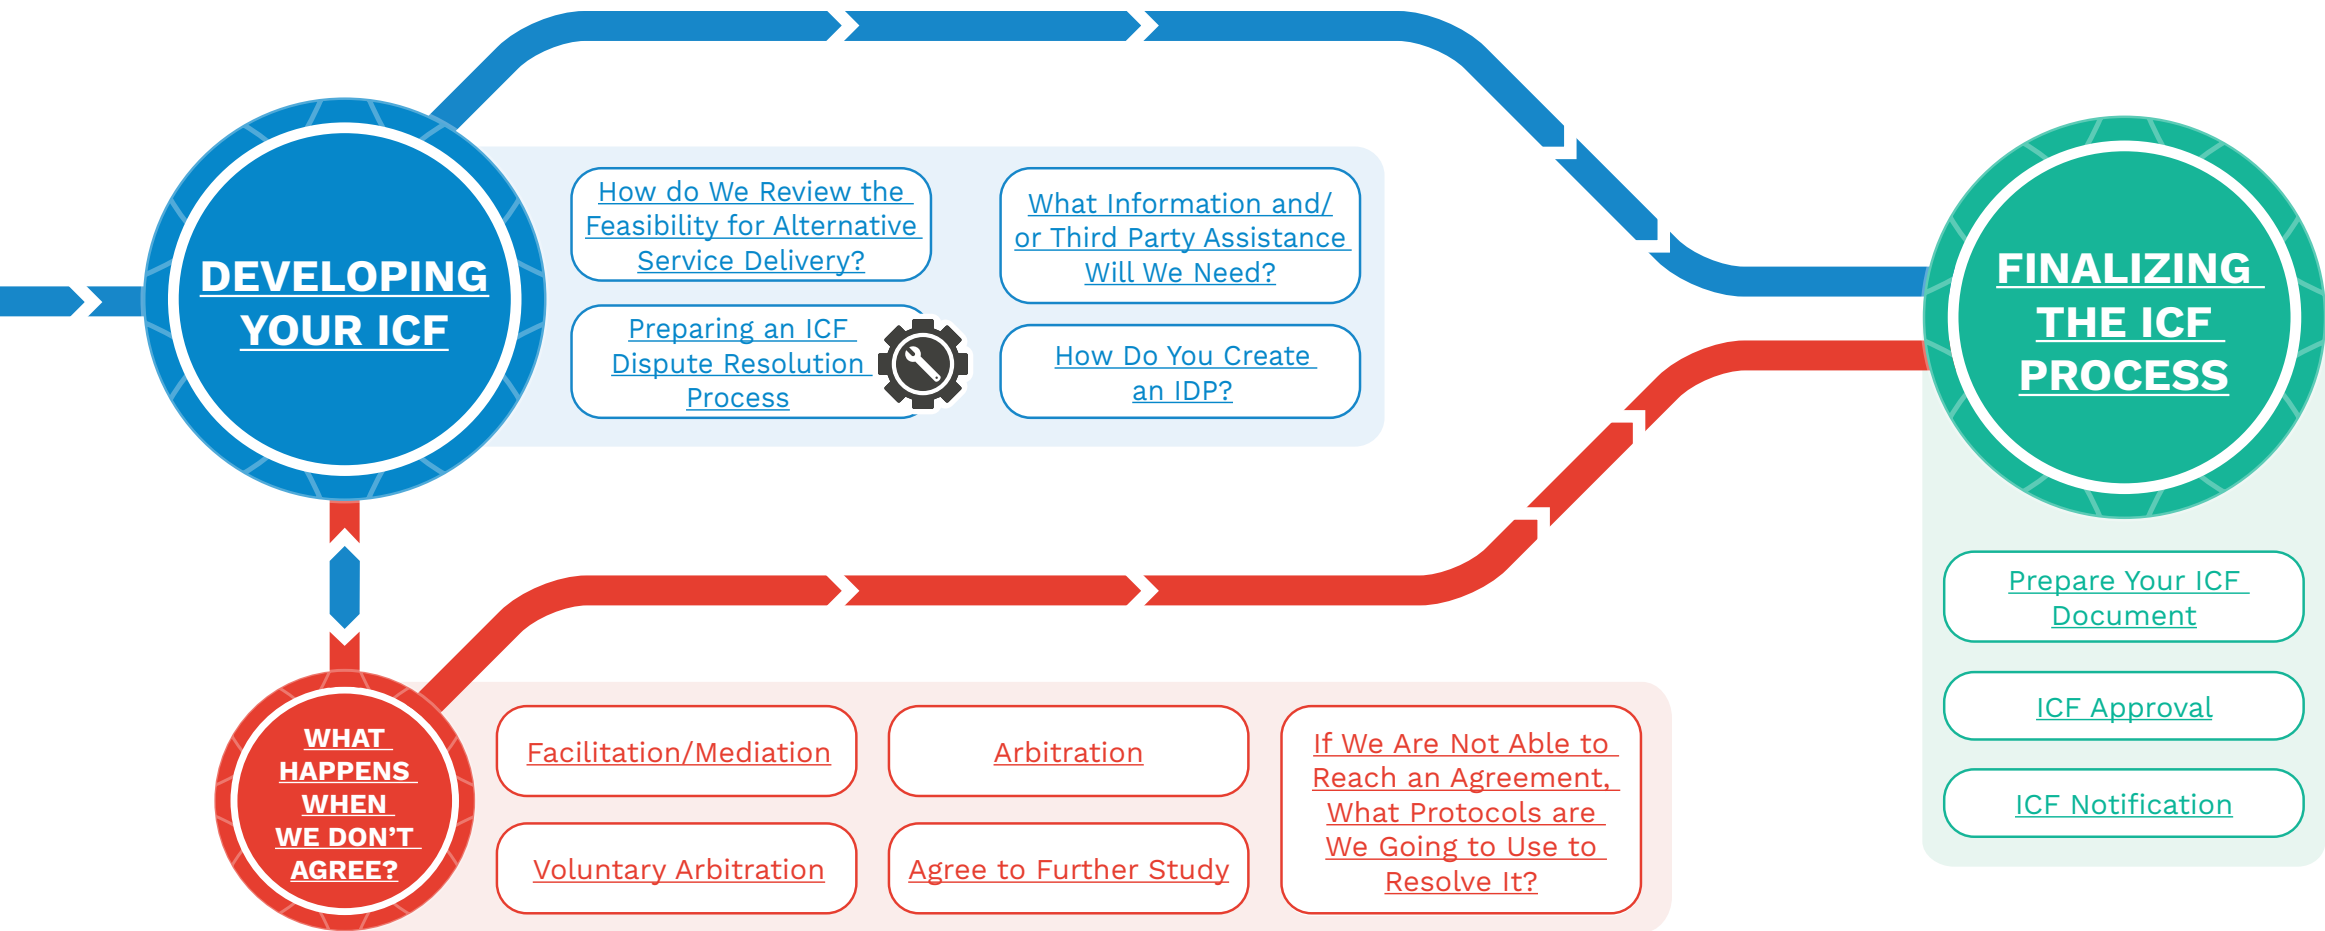 DEVELOPING
YOUR ICF
How do We Review the
Feasibility for Alternative
Service Delivery?
What Information and/
or Third Party Assistance
Will We Need?
Preparing an ICF
Dispute Resolution
Process
How Do You Create
an IDP?
FINALIZING
THE ICF
PROCESS
Prepare Your ICF
Document
ICF Approval
ICF Notification
WHAT
HAPPENS
WHEN
WE DON’T
AGREE?
Facilitation/Mediation
Arbitration
Voluntary Arbitration
Agree to Further Study
If We Are Not Able to
Reach an Agreement,
What Protocols are
We Going to Use to
Resolve It?